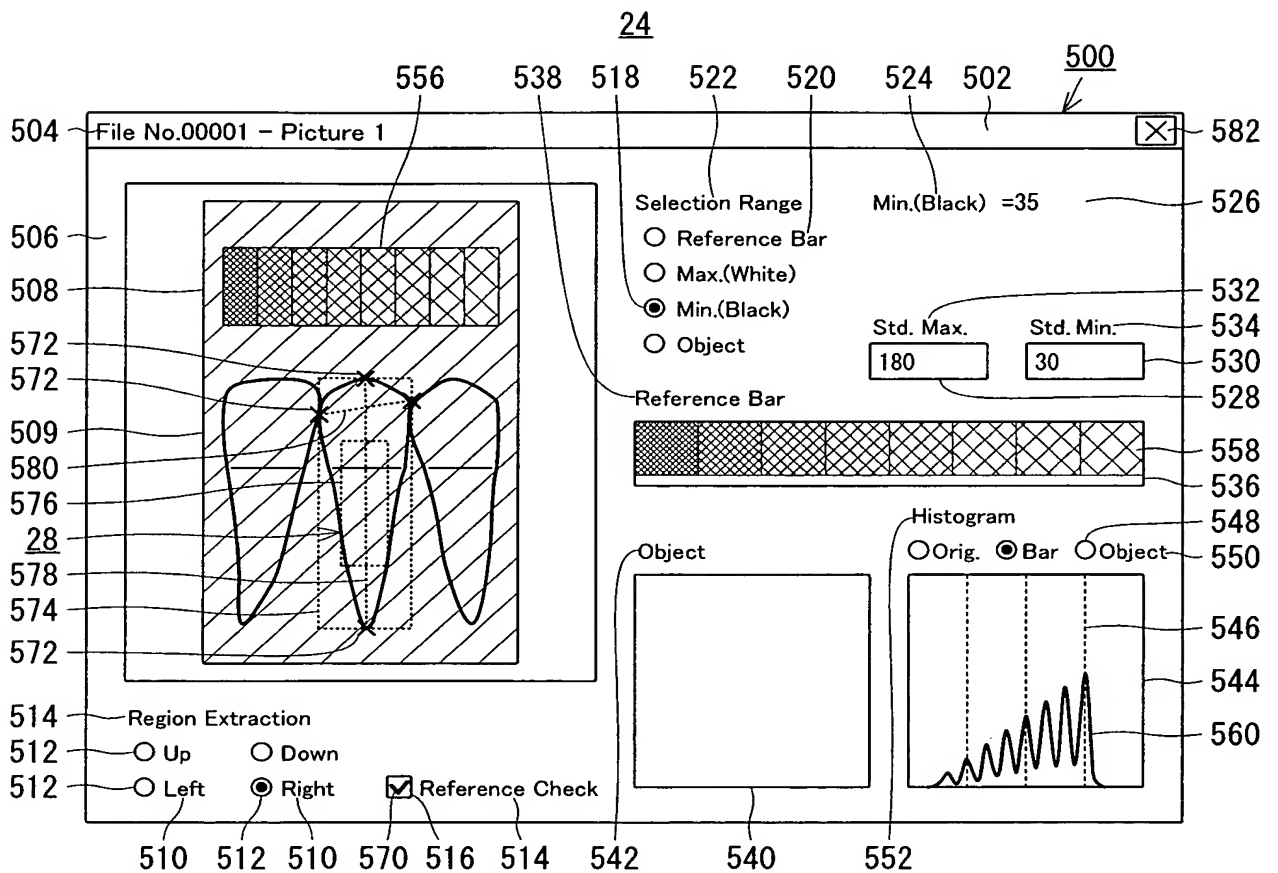 24
500
556 538 518 522 520 524 502
504 File No.00001 - Picture 1 582
Selection Range Min.(Black) =35 526
506 Reference Bar
508 Max.(White)
Min.(Black) 532
Std. Max. Std. Min. 534
572 Object 180 30 530
572 Reference Bar 528
509
580 558
576 536
Histogram 548
28 Object Orig. Bar Object 550
578
574 546
572 544
514 Region Extraction 560
512 Up Down
512 Left Right Reference Check
510 512 510 570 516 514 542 540 552